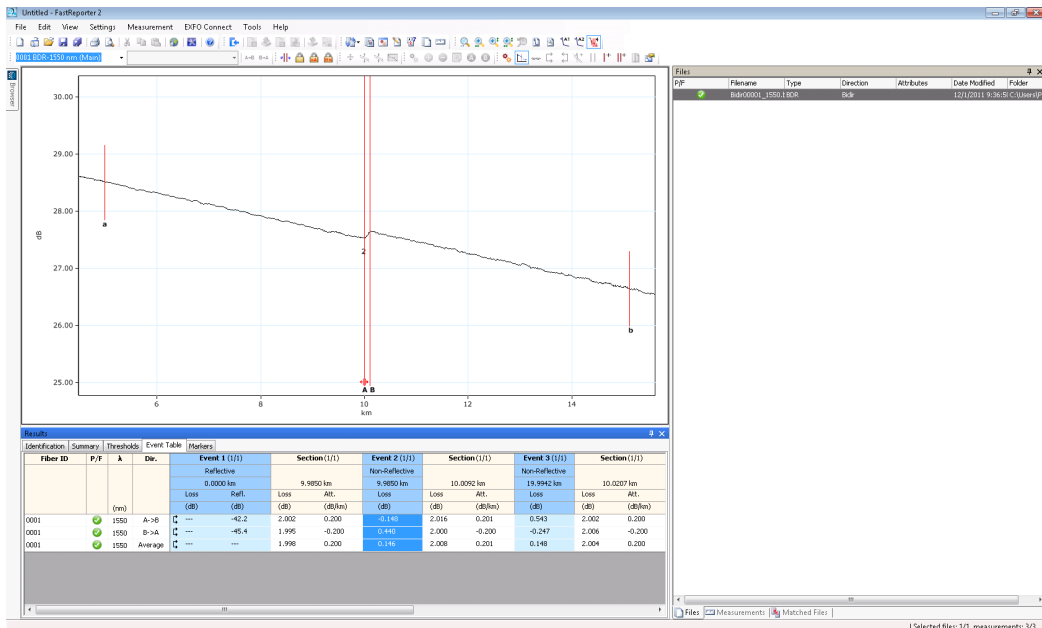 Untitled - FastReporter 2
File Edit View Settings Measurement EXFO Connect Tools Help
0001 BDR-1550 nm (Main)
A->B B->A
Browser
30.00
29.00
28.00
27.00
26.00
25.00
dB
a
2
b
A B
6 8 10 12 14
km
Files
P/F Filename Type Direction Attributes Date Modified Folder
Bidir00001_1550.1BDR Bidir 12/1/2011 9:36:5 C:\Users\P
Results
Identification Summary Thresholds Event Table Markers
Fiber ID P/F λ Dir. Event 1 (1/1) Section (1/1) Event 2 (1/1) Section (1/1) Event 3 (1/1) Section (1/1)
Reflective Non-Reflective Non-Reflective
0.0000 km 9.9850 km 9.9850 km 10.0092 km 19.9942 km 10.0207 km
Loss Refl. Loss Att. Loss Loss Att. Loss Loss Att.
(nm) (dB) (dB) (dB) (dB/km) (dB) (dB) (dB/km) (dB) (dB) (dB/km)
0001 1550 A->B --- -42.2 2.002 0.200 -0.148 2.016 0.201 0.543 2.002 0.200
0001 1550 B->A --- -45.4 1.995 -0.200 0.440 2.000 -0.200 -0.247 2.006 -0.200
0001 1550 Average --- --- 1.998 0.200 0.146 2.008 0.201 0.148 2.004 0.200
Files Measurements Matched Files
Selected files: 1/1, measurements: 3/3